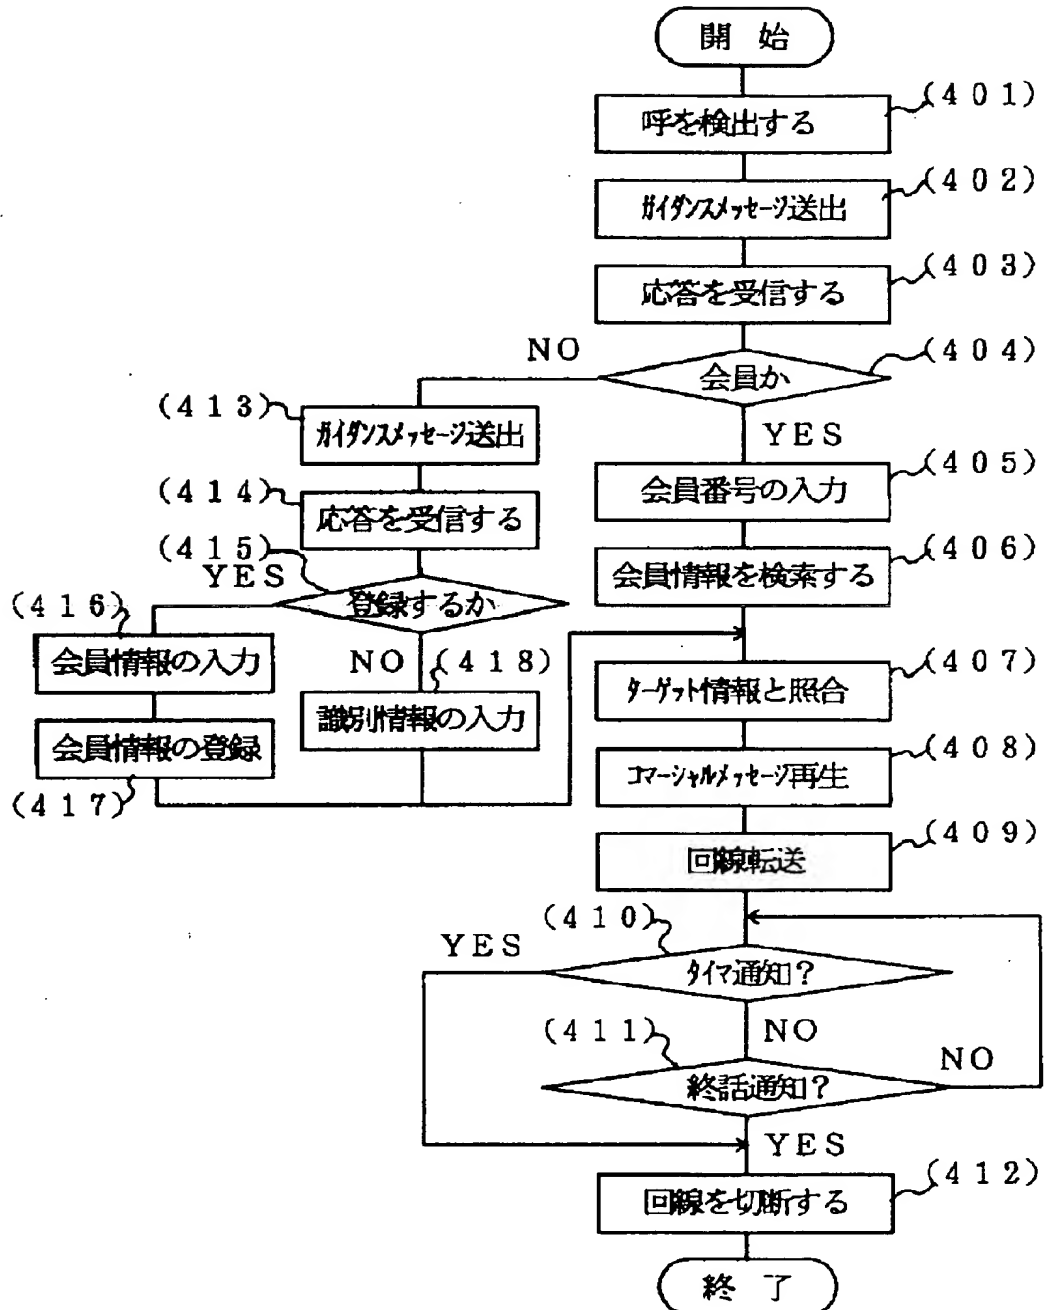 開 始
(401)
呼を検出する
(402)
ガイダンスメッセージ送出
(403)
応答を受信する
(404)
NO
会員か
(413)
YES
ガイダンスメッセージ送出
(405)
会員番号の入力
(414)
応答を受信する
(406)
(415)
会員情報を検索する
YES
(416)
登録するか
会員情報の入力
NO
(418)
(407)
ターゲット情報と照合
識別情報の入力
会員情報の登録
(408)
コマーシャルメッセージ再生
(417)
(409)
回線転送
(410)
YES
タイマ通知?
(411)
NO
NO
終話通知?
YES
(412)
回線を切断する
終 了